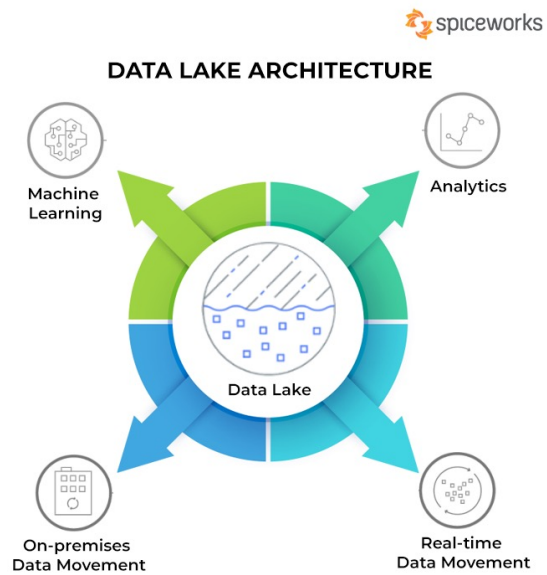 spiceworks
DATA LAKE ARCHITECTURE
Machine
Learning
Analytics
Data Lake
On-premises
Data Movement
Real-time
Data Movement